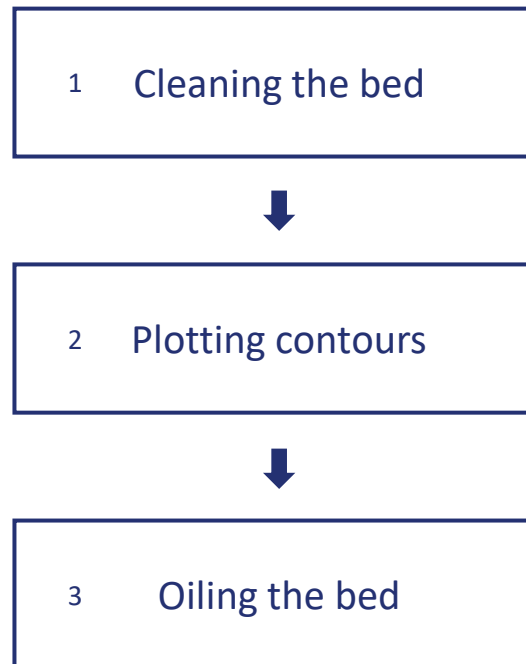 1 Cleaning the bed
2 Plotting contours
3 Oiling the bed